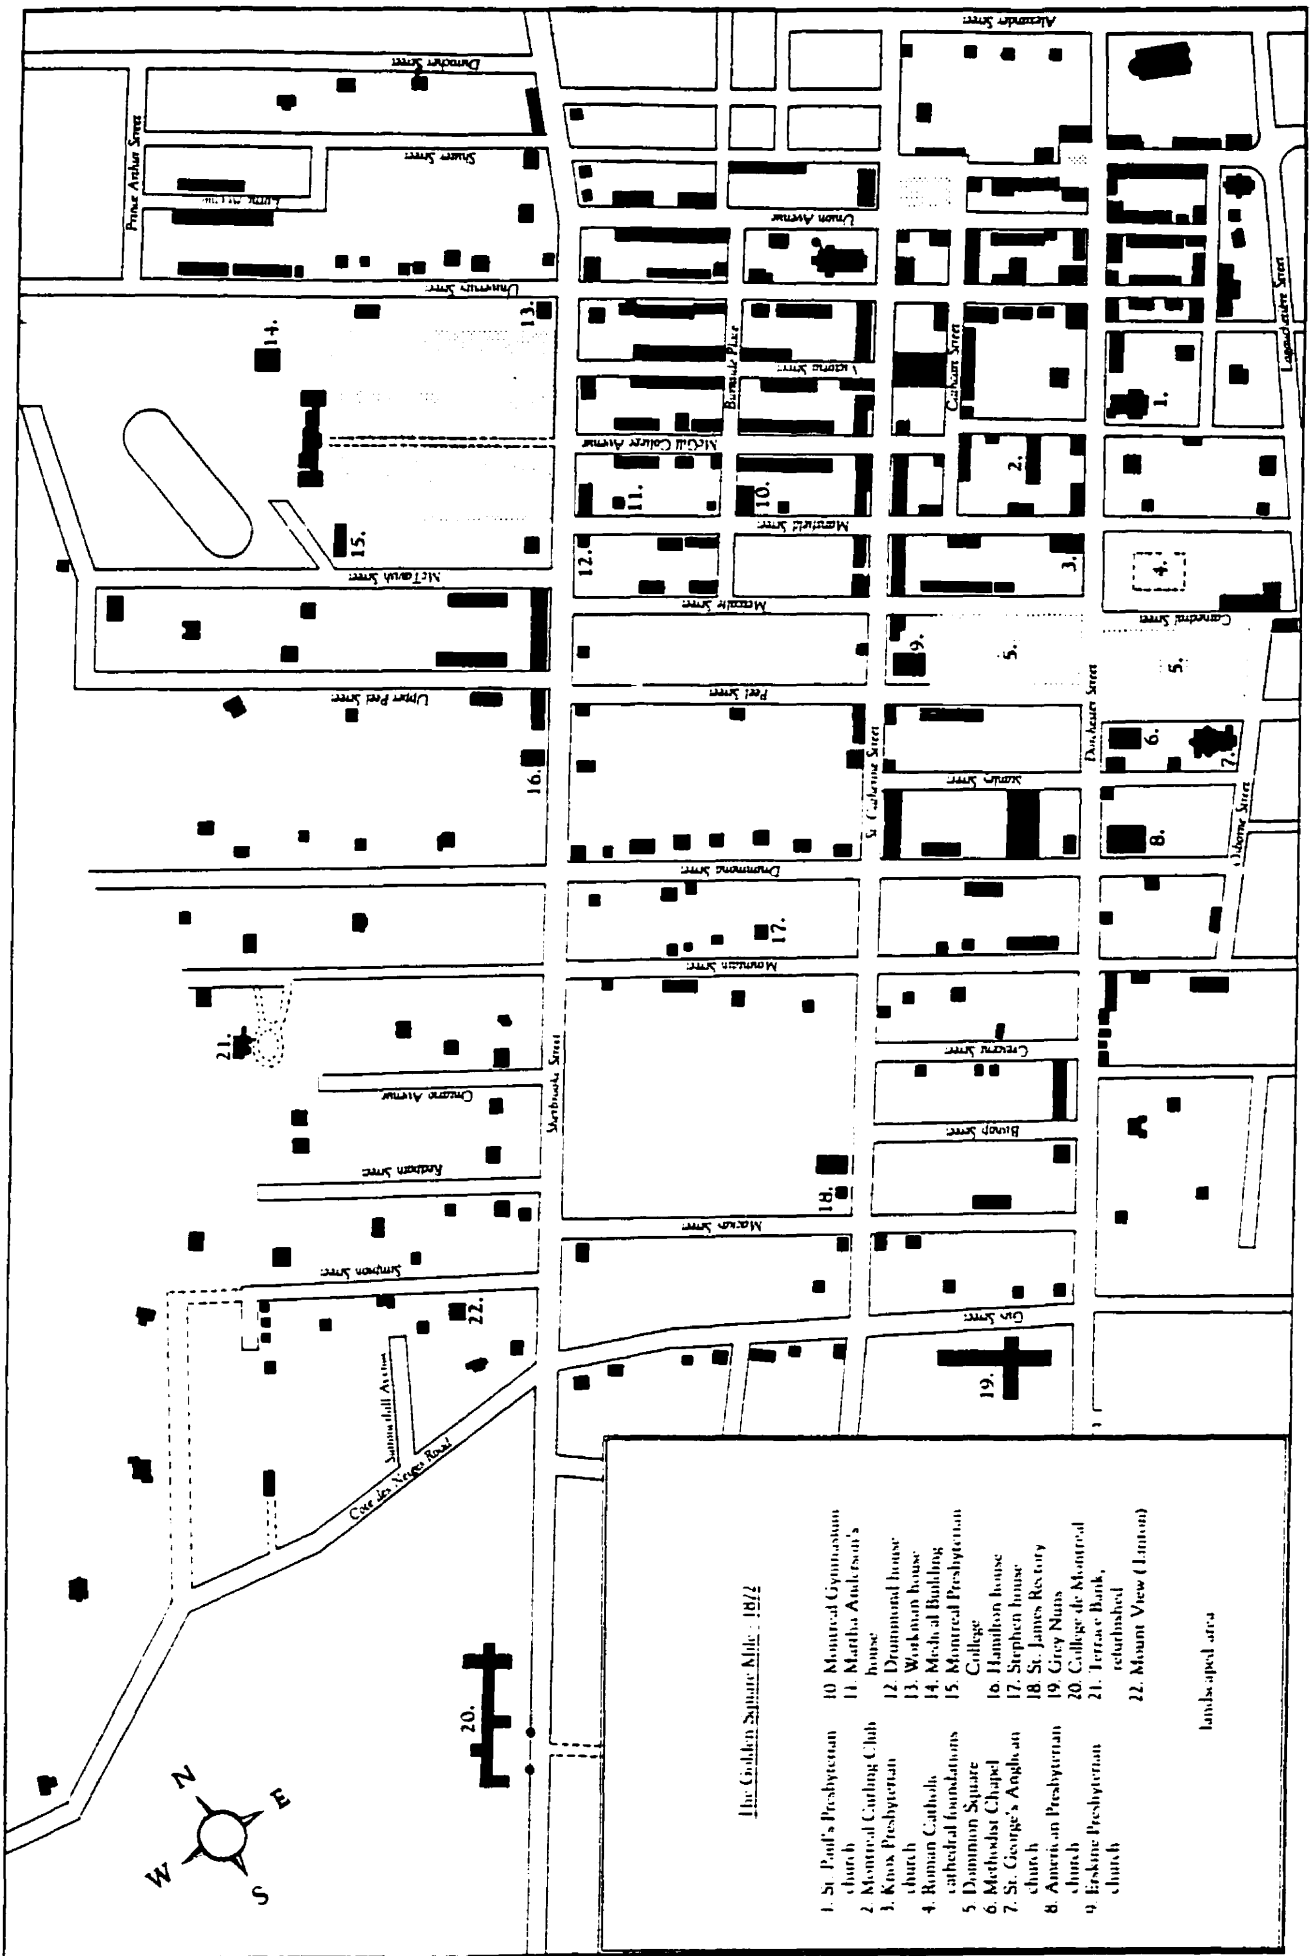 The Golden Square Mile : 1872
1. St. Paul's Presbyterian
church
2. Montreal Curling Club
3. Knox Presbyterian
church
4. Roman Catholic
cathedral foundations
5. Dominion Square
6. Methodist Chapel
7. St. George's Anglican
church
8. American Presbyterian
church
9. Erskine Presbyterian
church
10. Montreal Gymnasium
11. Martha Anderson's
house
12. Drummond house
13. Workman house
14. Medical Building
15. Montreal Presbyterian
College
16. Hamilton house
17. Stephen house
18. St. James Rectory
19. Grey Nuns
20. College de Montreal
21. Terrace Bank,
refurbished
22. Mount View (Linton)
landscaped area
N
E
S
W
Durocher Street
Prince Arthur Street
Shuter Street
Lorne Avenue
University Street
McTavish Street
Upper Peel Street
Ontario Avenue
Redpath Street
Simpson Street
Summerhill Avenue
Cote des Neiges Road
Sherbrooke Street
Alexander Street
Union Avenue
Burnside Place
Victoria Street
McGill College Avenue
Mansfield Street
Metcalfe Street
Peel Street
Stanley Street
Drummond Street
Mountain Street
Crescent Street
Bishop Street
Mackay Street
Guy Street
Cathcart Street
St. Catherine Street
Dorchester Street
Cathedral Street
Osborne Street
Lagauchetière Street
1.
2.
3.
4.
5.
5.
6.
7.
8.
9.
10.
11.
12.
13.
14.
15.
16.
17.
18.
19.
20.
21.
22.